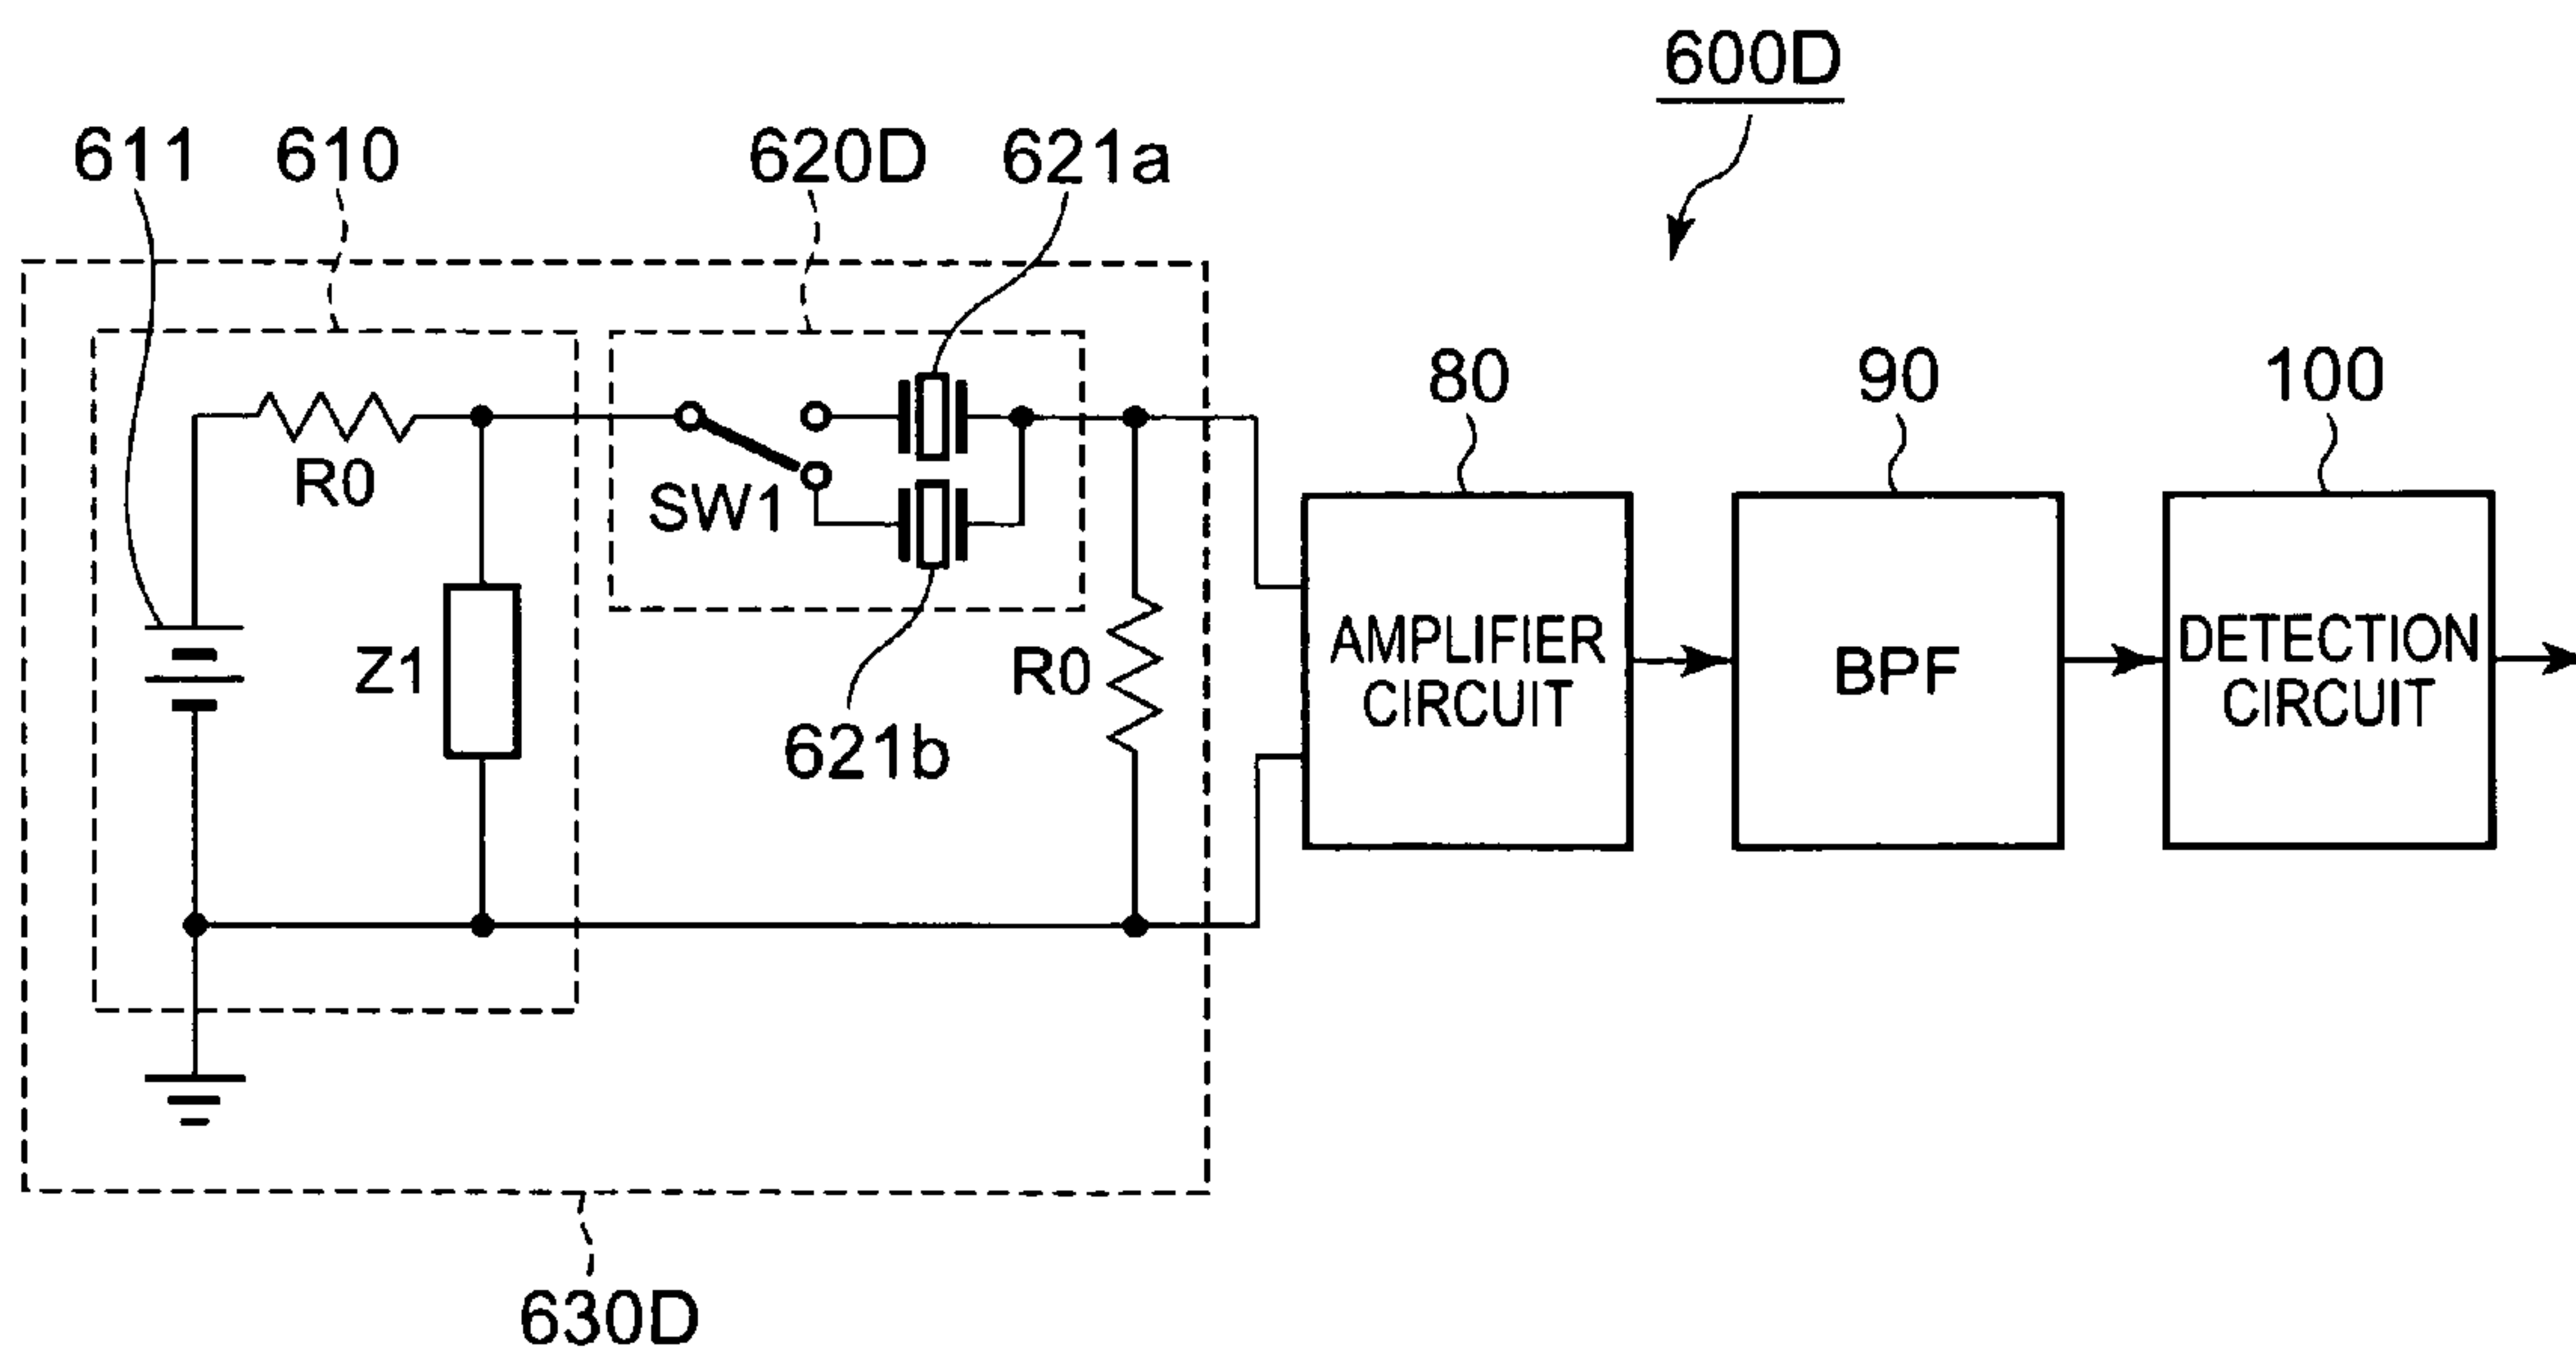 600D
611
610
620D
621a
80
90
100
R0
SW1
Z1
R0
621b
AMPLIFIER
CIRCUIT
BPF
DETECTION
CIRCUIT
630D